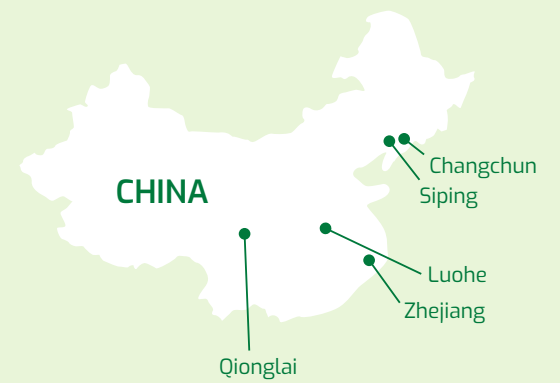 Changchun
CHINA
Siping
Luohe
Zhejiang
Qionglai